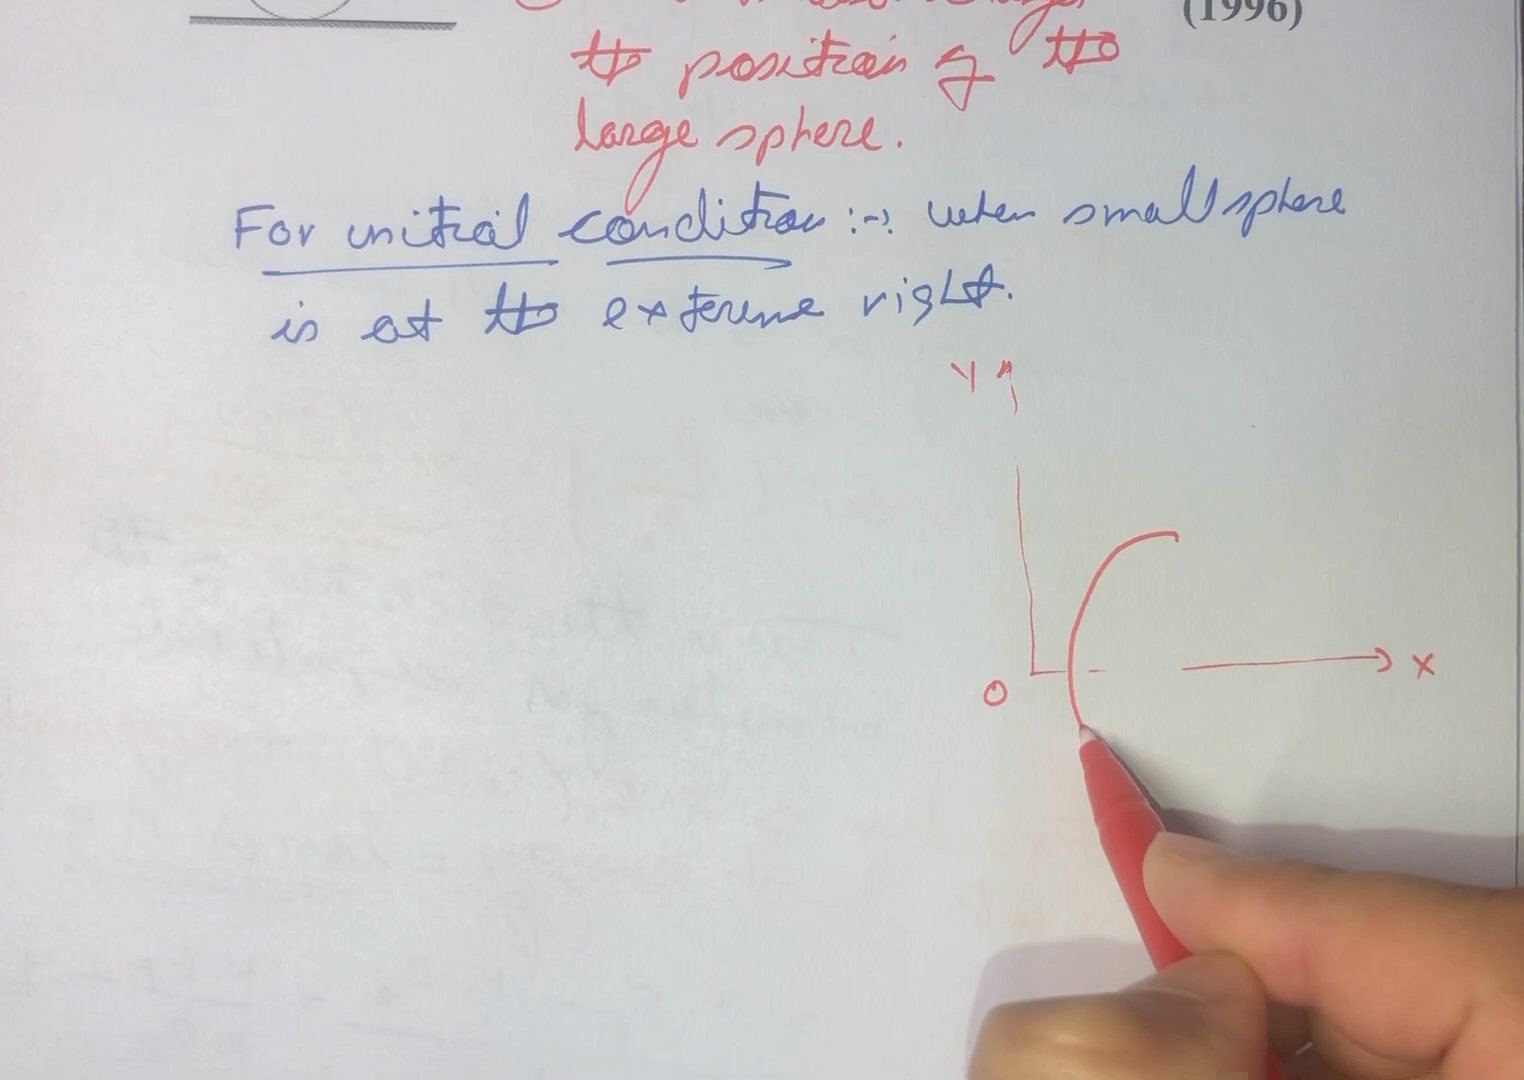 (1996)
the position of the
large sphere.
For initial condition :-> when small sphere
is at the extreme right.
Y
O
X